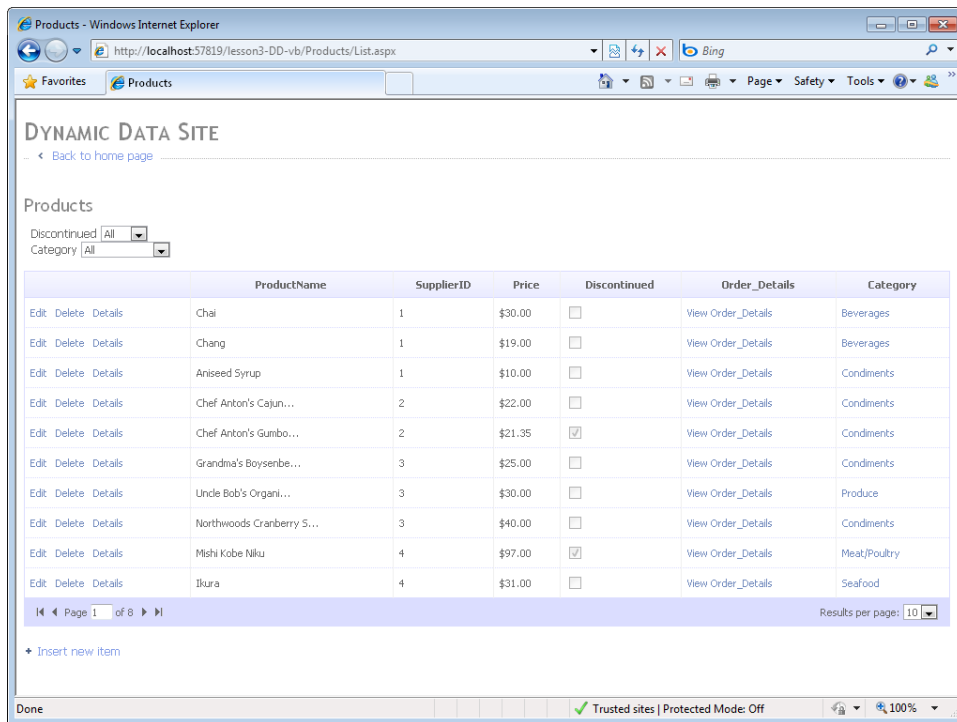 Products - Windows Internet Explorer
http://localhost:57819/lesson3-DD-vb/Products/List.aspx
Bing
Favorites Products Page Safety Tools
DYNAMIC DATA SITE
Back to home page
Products
Discontinued All
Category All
ProductName SupplierID Price Discontinued Order_Details Category
Edit Delete Details Chai 1 $30.00 View Order_Details Beverages
Edit Delete Details Chang 1 $19.00 View Order_Details Beverages
Edit Delete Details Aniseed Syrup 1 $10.00 View Order_Details Condiments
Edit Delete Details Chef Anton's Cajun... 2 $22.00 View Order_Details Condiments
Edit Delete Details Chef Anton's Gumbo... 2 $21.35 View Order_Details Condiments
Edit Delete Details Grandma's Boysenbe... 3 $25.00 View Order_Details Condiments
Edit Delete Details Uncle Bob's Organi... 3 $30.00 View Order_Details Produce
Edit Delete Details Northwoods Cranberry S... 3 $40.00 View Order_Details Condiments
Edit Delete Details Mishi Kobe Niku 4 $97.00 View Order_Details Meat/Poultry
Edit Delete Details Ikura 4 $31.00 View Order_Details Seafood
Page 1 of 8 Results per page: 10
+ Insert new item
Done Trusted sites | Protected Mode: Off 100%